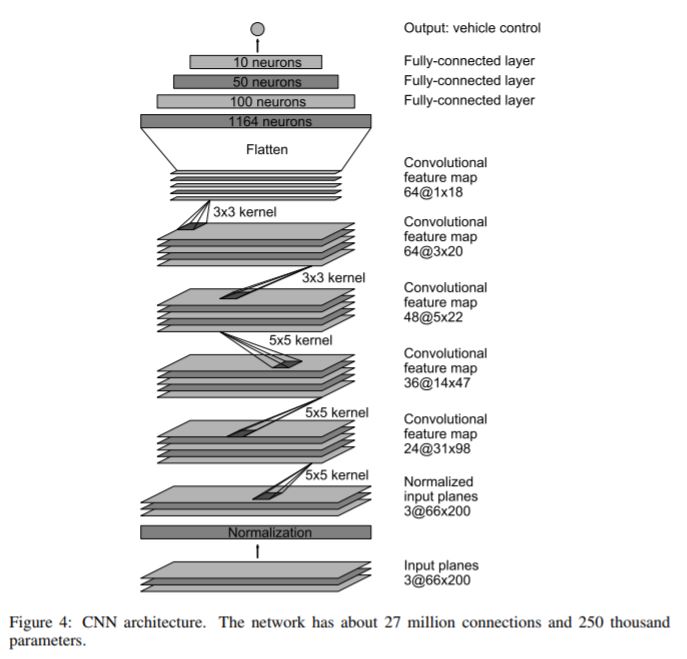 Output: vehicle control
10 neurons
Fully-connected layer
50 neurons
Fully-connected layer
100 neurons
Fully-connected layer
1164 neurons
Flatten
Convolutional
feature map
64@1x18
3x3 kernel
Convolutional
feature map
64@3x20
3x3 kernel
Convolutional
feature map
48@5x22
5x5 kernel
Convolutional
feature map
36@14x47
5x5 kernel
Convolutional
feature map
24@31x98
5x5 kernel
Normalized
input planes
3@66x200
Normalization
Input planes
3@66x200
Figure 4: CNN architecture. The network has about 27 million connections and 250 thousand
parameters.